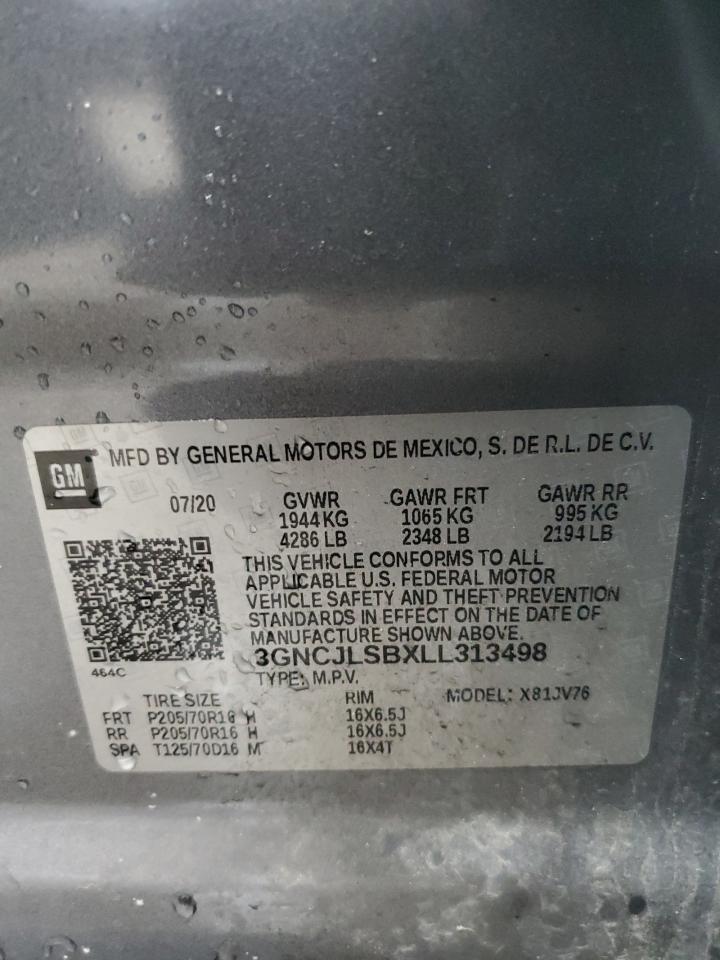 GM
MFD BY GENERAL MOTORS DE MEXICO, S. DE R.L. DE C.V.
07/20 GVWR GAWR FRT GAWR RR
1944 KG 1065 KG 995 KG
4286 LB 2348 LB 2194 LB
THIS VEHICLE CONFORMS TO ALL
APPLICABLE U.S. FEDERAL MOTOR
VEHICLE SAFETY AND THEFT PREVENTION
STANDARDS IN EFFECT ON THE DATE OF
MANUFACTURE SHOWN ABOVE.
3GNCJLSBXLL313498
464C
TYPE: M.P.V.
TIRE SIZE RIM MODEL: X81JV76
FRT P205/70R16 H 16X6.5J
RR P205/70R16 H 16X6.5J
SPA T125/70D16 M 16X4T